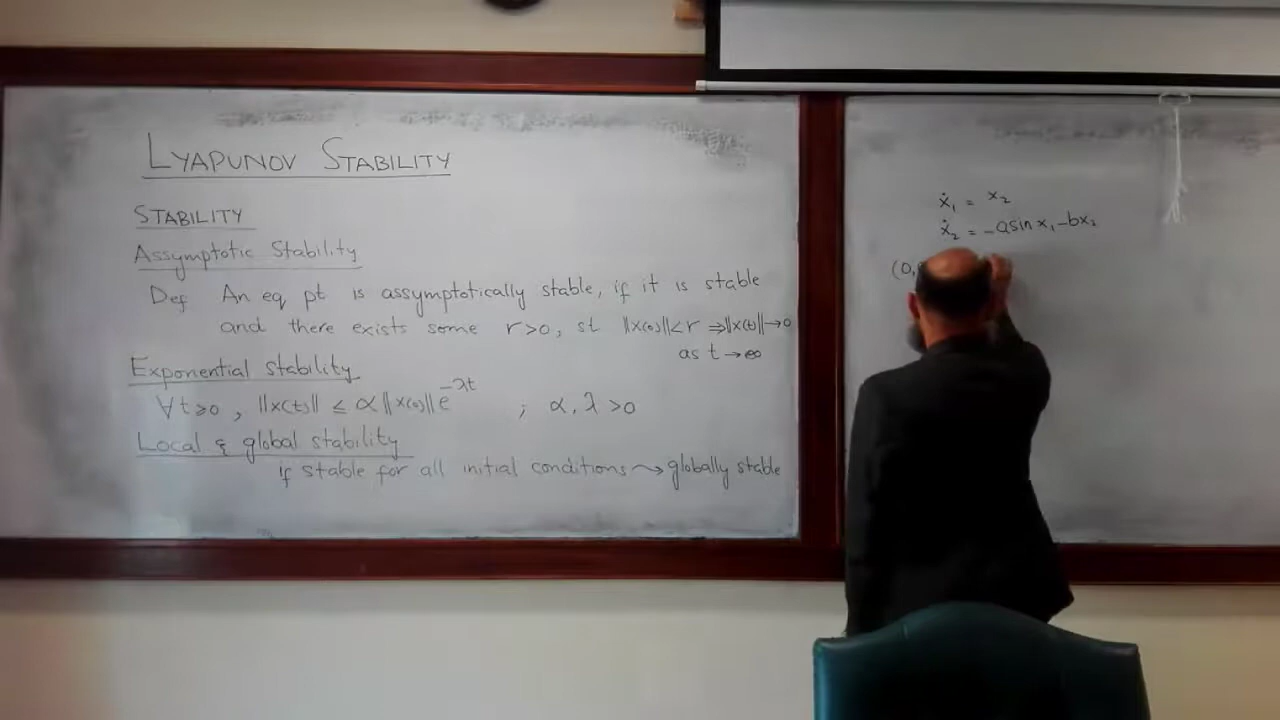 LYAPUNOV STABILITY
STABILITY
Assymptotic Stability
Def An eq pt is assymptotically stable, if it is stable
and there exists some r>0, st ||x(0)||<r ⇒||x(t)||→0
as t→∞
Exponential stability
∀t≥0, ||x(t)|| ≤ α||x(0)||e^{-λt} ; α, λ >0
Local & global stability
if stable for all initial conditions ⇝ globally stable
ẋ₁ = x₂
ẋ₂ = -a sin x₁ - bx₂
(0,